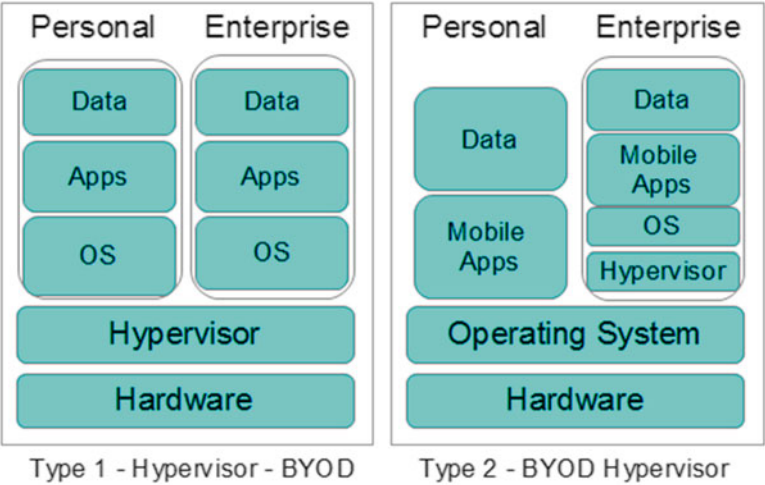 Personal Enterprise
Data Data
Apps Apps
OS OS
Hypervisor
Hardware
Type 1 - Hypervisor - BYOD
Personal Enterprise
Data
Mobile
Apps
Data
Mobile
Apps
OS
Hypervisor
Operating System
Hardware
Type 2 - BYOD Hypervisor